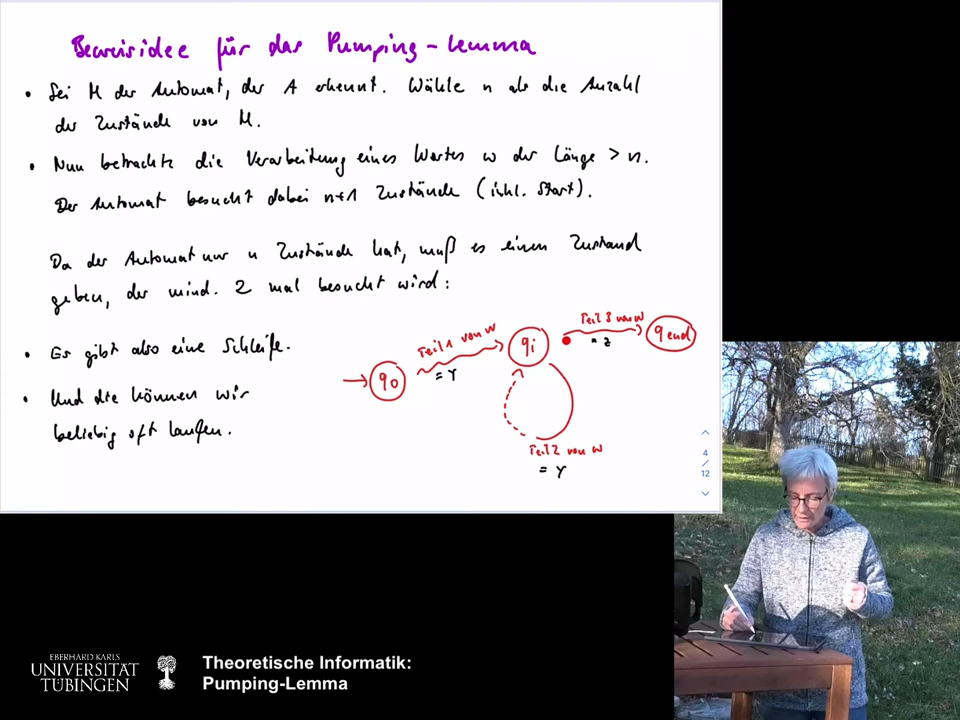 Beweisidee für das Pumping-Lemma
• Sei M der Automat, der A erkennt. Wähle n als die Anzahl
der Zustände von M.
• Nun betrachte die Verarbeitung eines Wortes w der Länge > n.
Der Automat besucht dabei n+1 Zustände (inkl. Start).
Da der Automat nur n Zustände hat, muß es einen Zustand
geben, der mind. 2 mal besucht wird:
• Es gibt also eine Schleife.
• Und die können wir
beliebig oft laufen.
q0
Teil 1 von w
= Y
qi
Teil 3 von w
= z
qend
Teil 2 von w
= Y
4
/
12
EBERHARD KARLS
UNIVERSITÄT
TÜBINGEN
Theoretische Informatik:
Pumping-Lemma